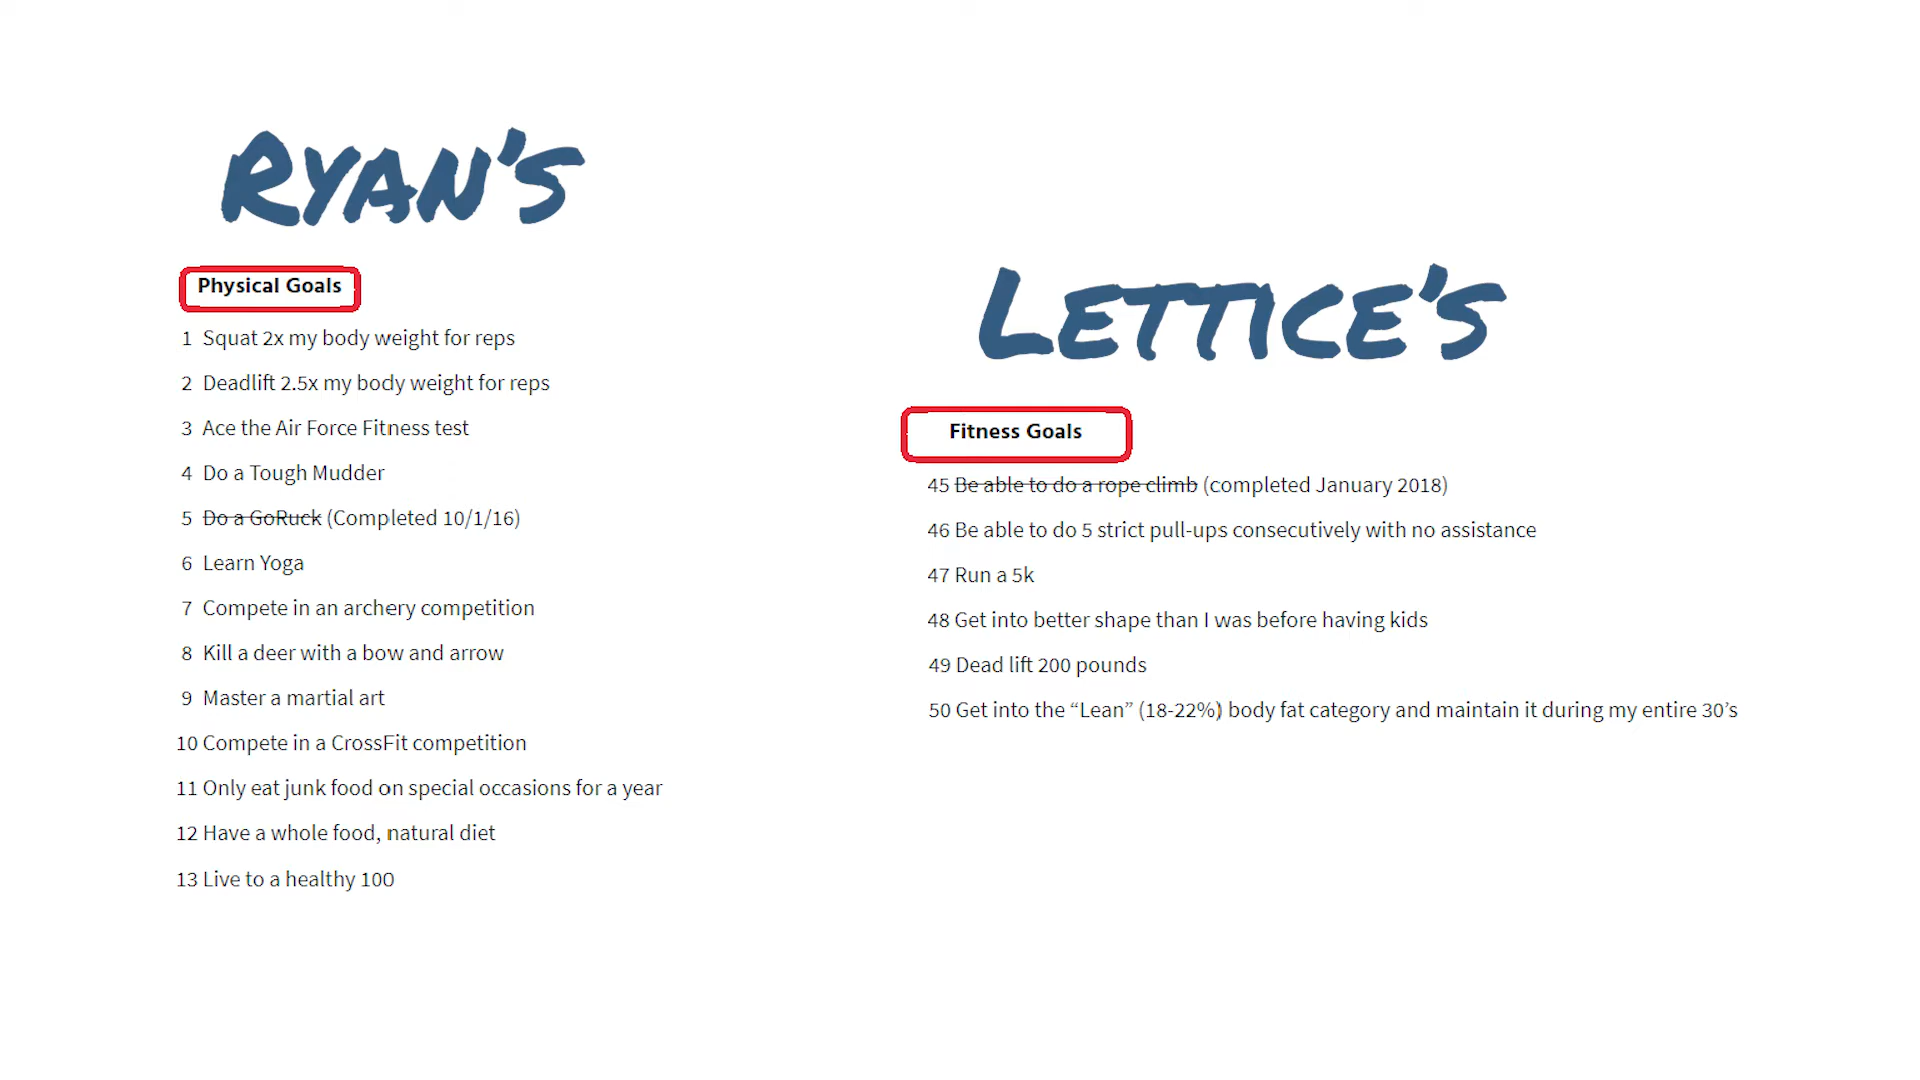 RYAN'S
Physical Goals
1 Squat 2x my body weight for reps
2 Deadlift 2.5x my body weight for reps
3 Ace the Air Force Fitness test
4 Do a Tough Mudder
5 Do a GoRuck (Completed 10/1/16)
6 Learn Yoga
7 Compete in an archery competition
8 Kill a deer with a bow and arrow
9 Master a martial art
10 Compete in a CrossFit competition
11 Only eat junk food on special occasions for a year
12 Have a whole food, natural diet
13 Live to a healthy 100
LETTICE'S
Fitness Goals
45 Be able to do a rope climb (completed January 2018)
46 Be able to do 5 strict pull-ups consecutively with no assistance
47 Run a 5k
48 Get into better shape than I was before having kids
49 Dead lift 200 pounds
50 Get into the “Lean” (18-22%) body fat category and maintain it during my entire 30’s